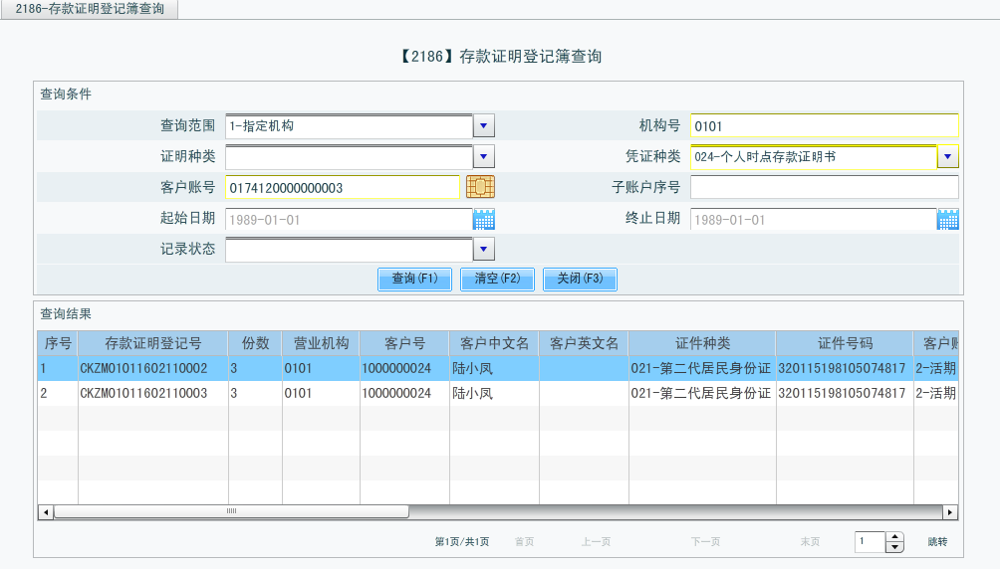 2186-存款证明登记簿查询
【2186】存款证明登记簿查询
查询条件
查询范围 1-指定机构 机构号 0101
证明种类 凭证种类 024-个人时点存款证明书
客户账号 0174120000000003 子账户序号
起始日期 1989-01-01 终止日期 1989-01-01
记录状态
查询(F1) 清空(F2) 关闭(F3)
查询结果
序号 存款证明登记号 份数 营业机构 客户号 客户中文名 客户英文名 证件种类 证件号码 客户
1 CKZM01011602110002 3 0101 1000000024 陆小凤 021-第二代居民身份证 320115198105074817 2-活期
2 CKZM01011602110003 3 0101 1000000024 陆小凤 021-第二代居民身份证 320115198105074817 2-活期
第1页/共1页 首页 上一页 下一页 末页 1 跳转